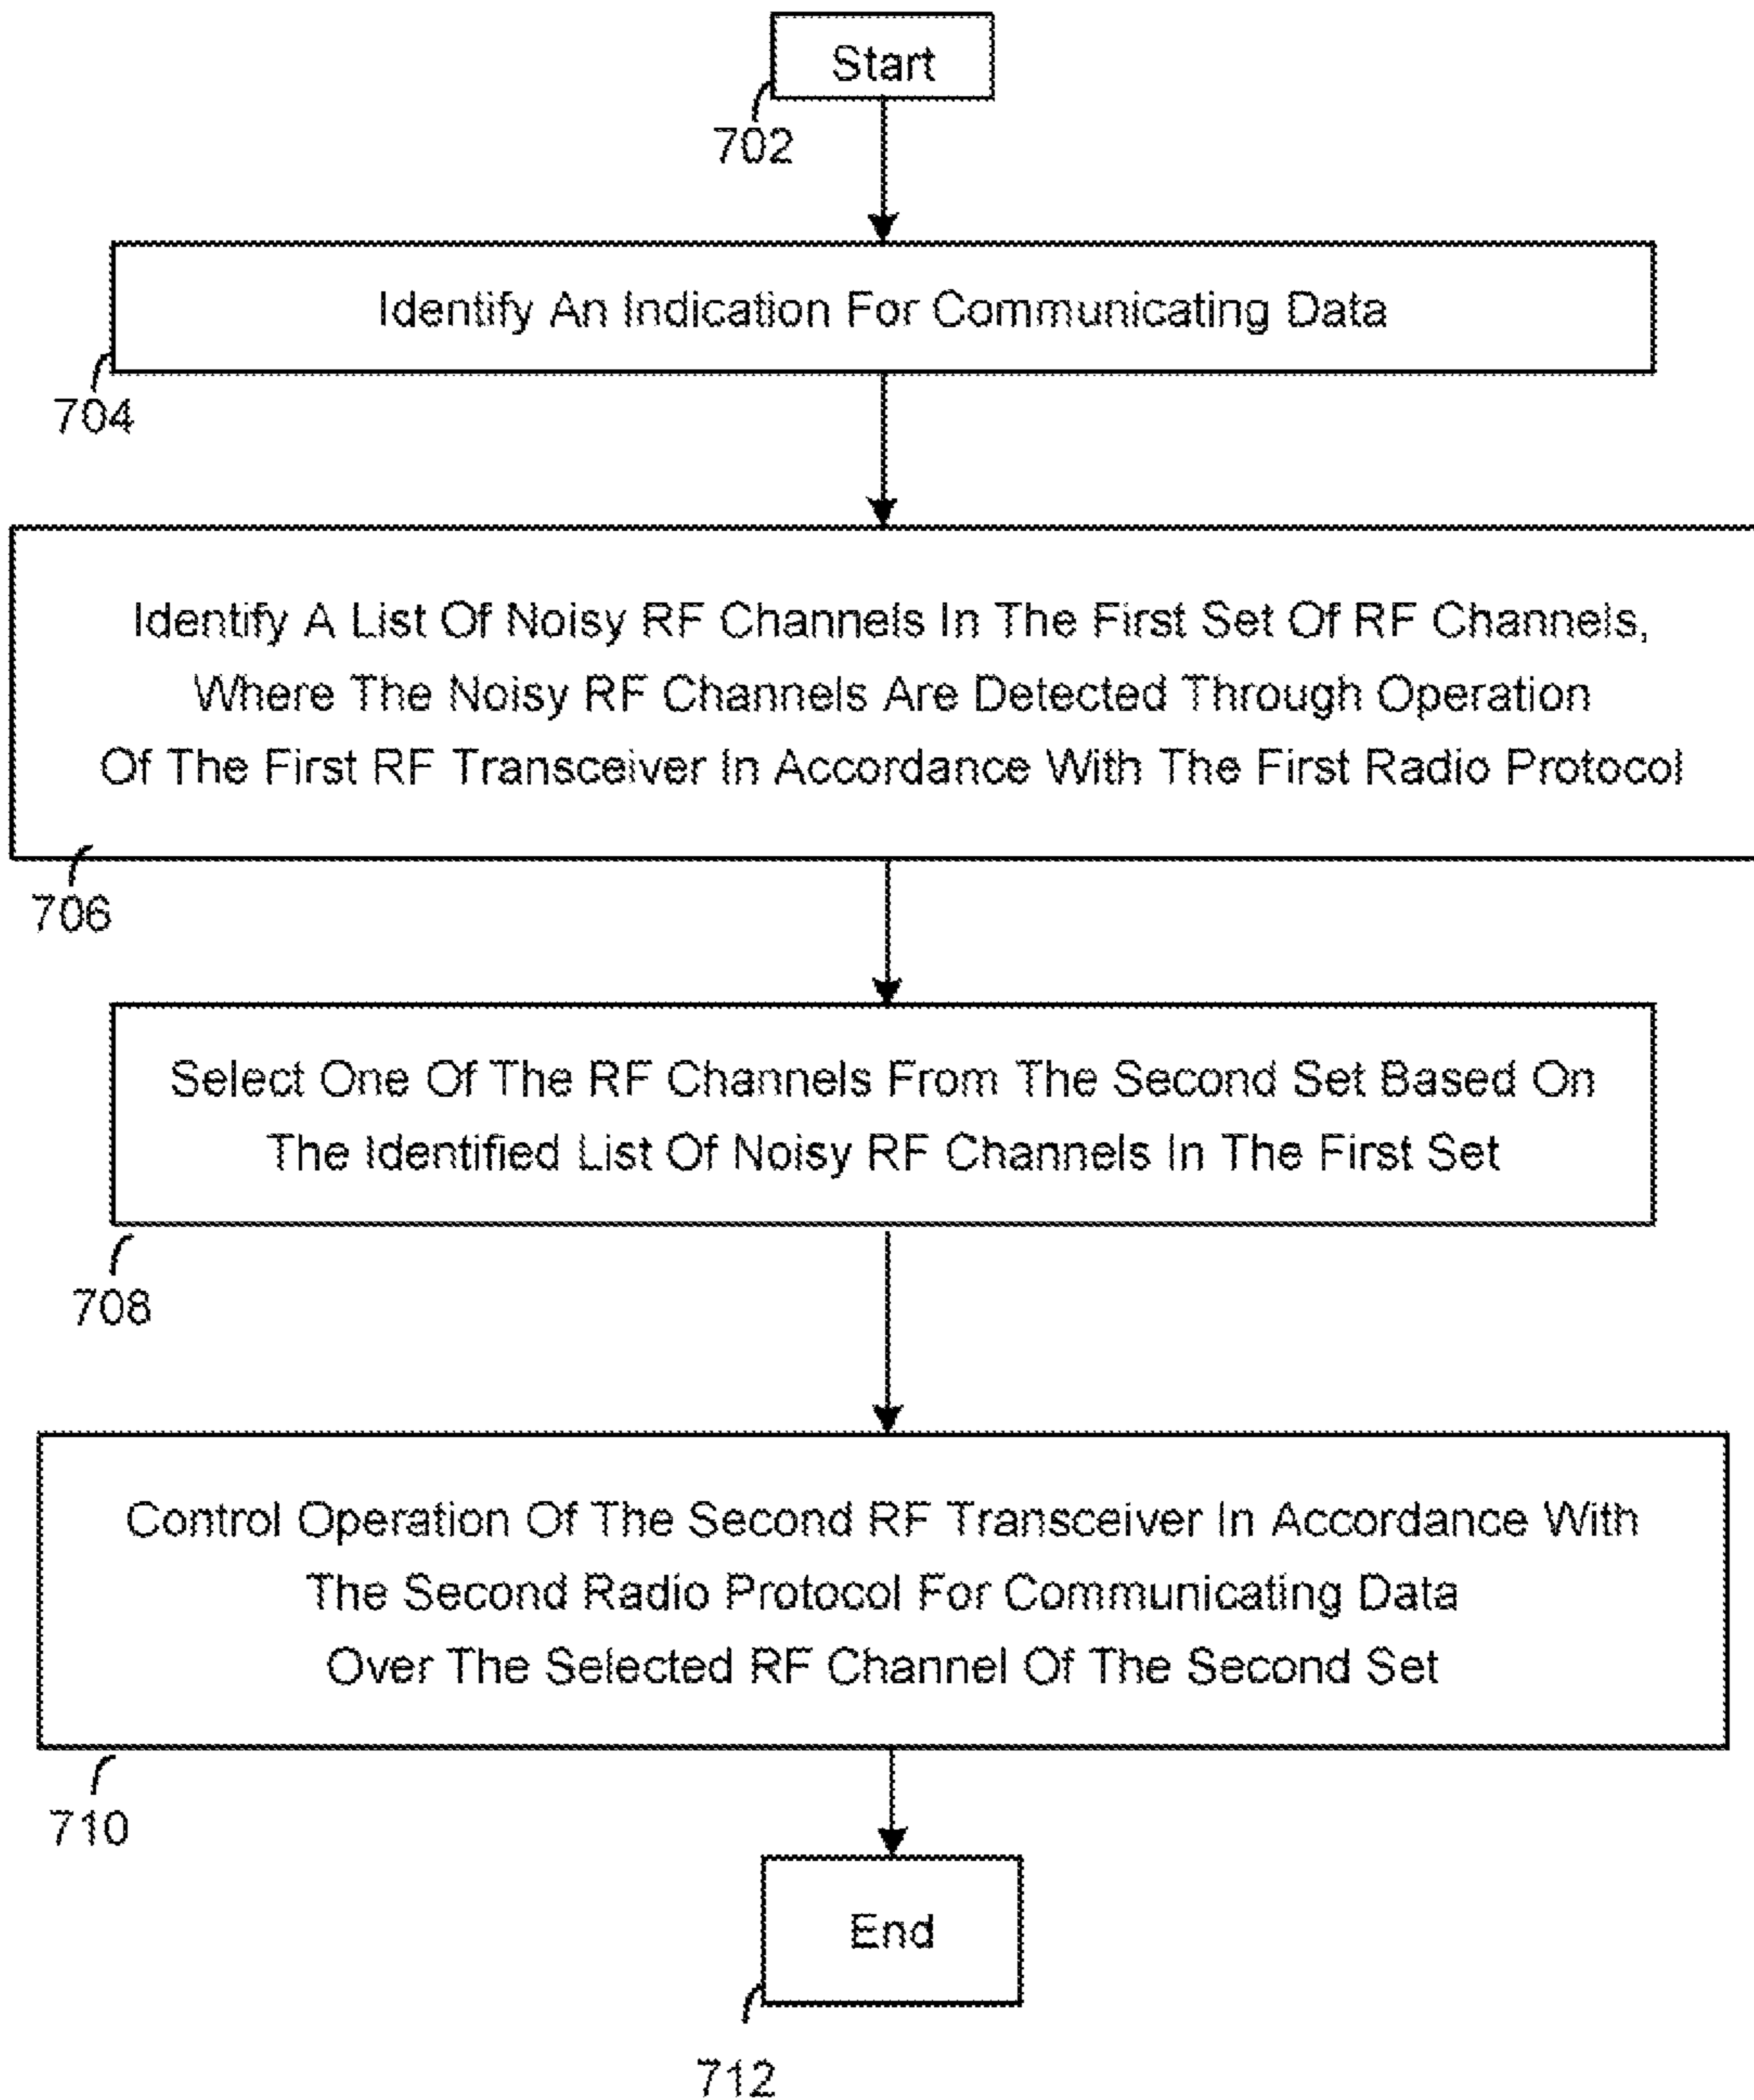 Start
702
Identify An Indication For Communicating Data
704
Identify A List Of Noisy RF Channels In The First Set Of RF Channels,
Where The Noisy RF Channels Are Detected Through Operation
Of The First RF Transceiver In Accordance With The First Radio Protocol
706
Select One Of The RF Channels From The Second Set Based On
The Identified List Of Noisy RF Channels In The First Set
708
Control Operation Of The Second RF Transceiver In Accordance With
The Second Radio Protocol For Communicating Data
Over The Selected RF Channel Of The Second Set
710
End
712